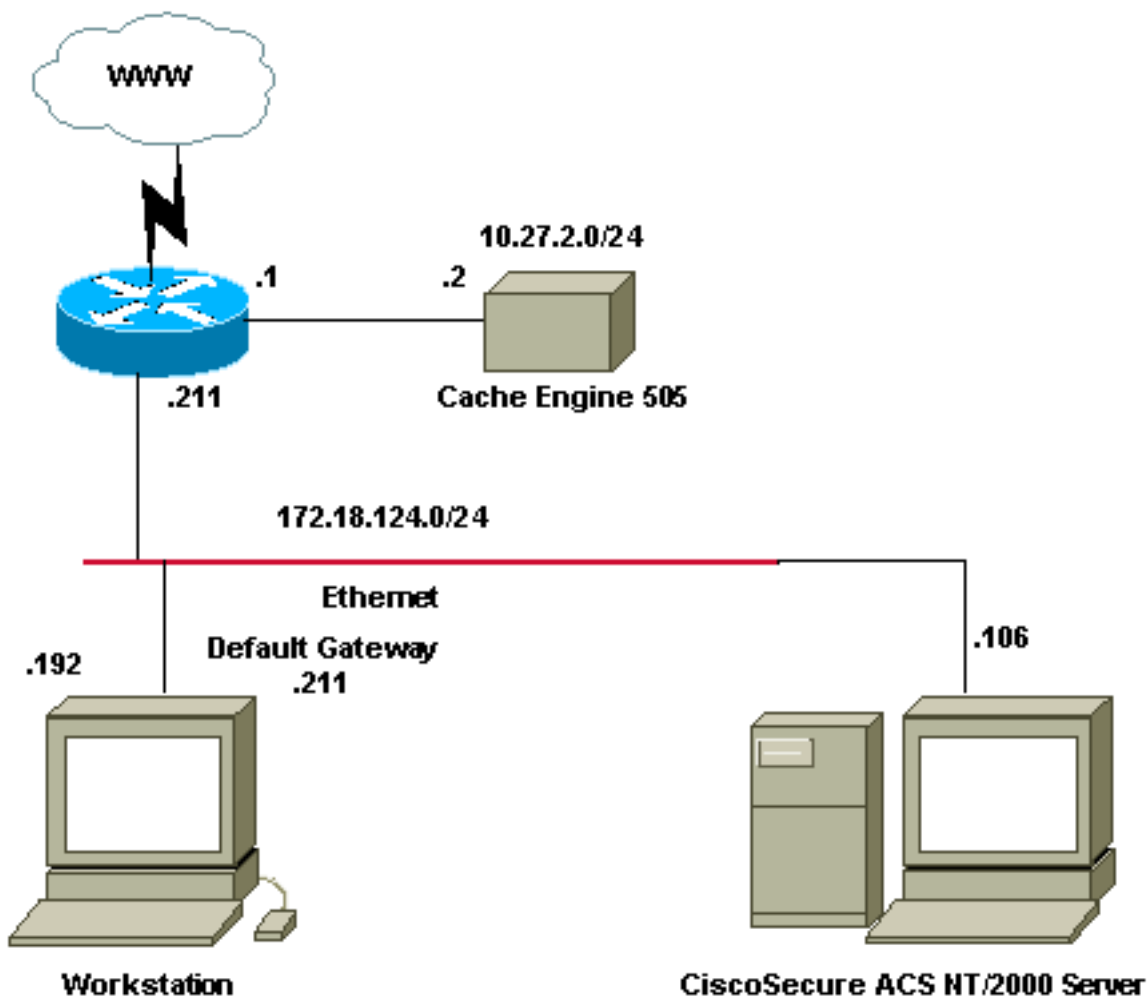 WWW
10.27.2.0/24
.1
.2
.211
Cache Engine 505
172.18.124.0/24
Ethernet
Default Gateway
.211
.192
.106
Workstation
CiscoSecure ACS NT/2000 Server